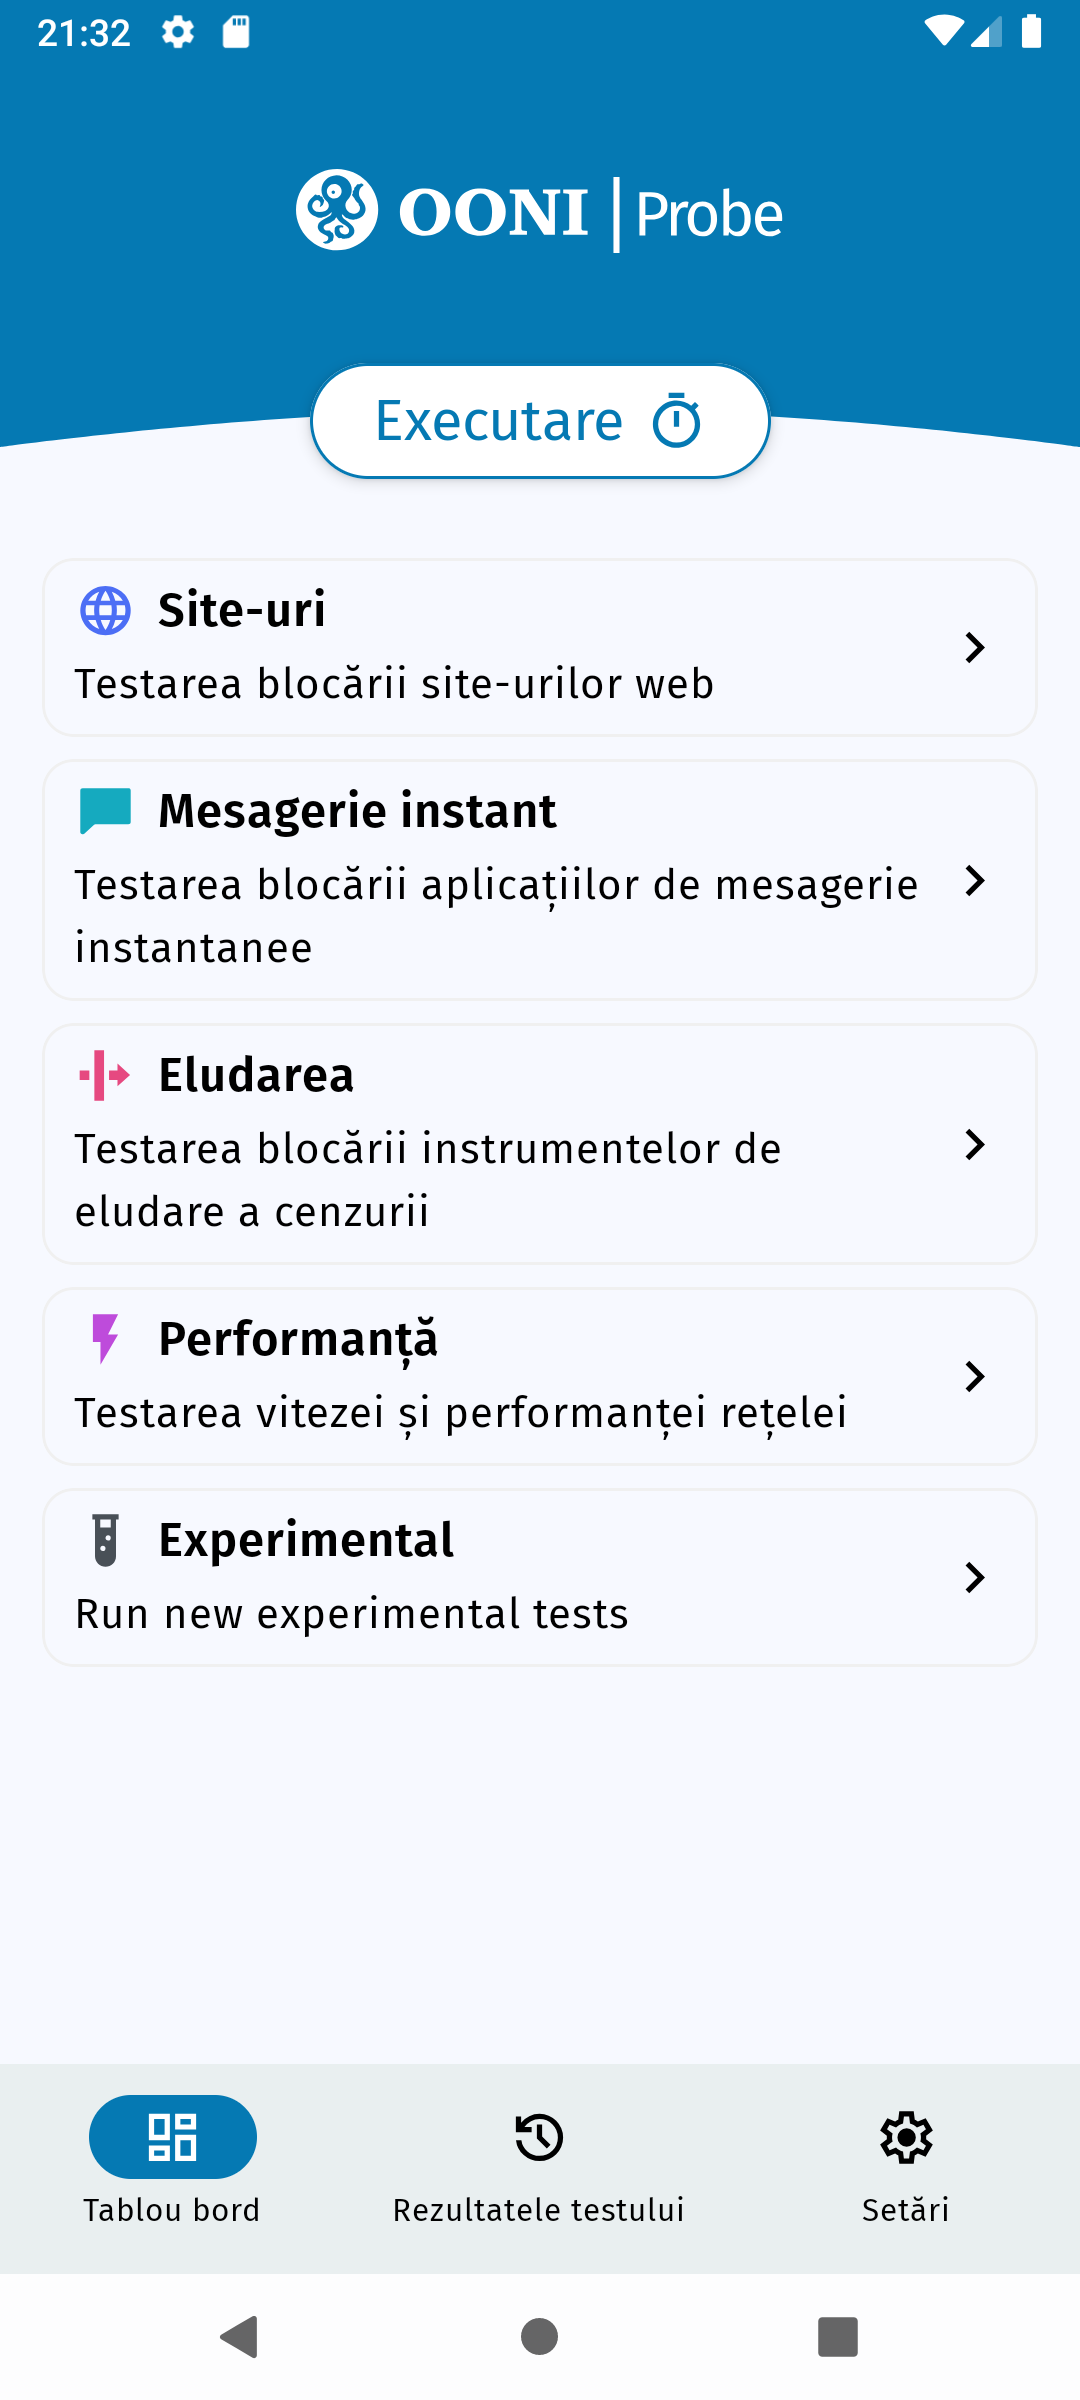 21:32
OONI | Probe
Executare
Site-uri
Testarea blocării site-urilor web
Mesagerie instant
Testarea blocării aplicațiilor de mesagerie
instantanee
Eludarea
Testarea blocării instrumentelor de
eludare a cenzurii
Performanță
Testarea vitezei și performanței rețelei
Experimental
Run new experimental tests
Tablou bord
Rezultatele testului
Setări